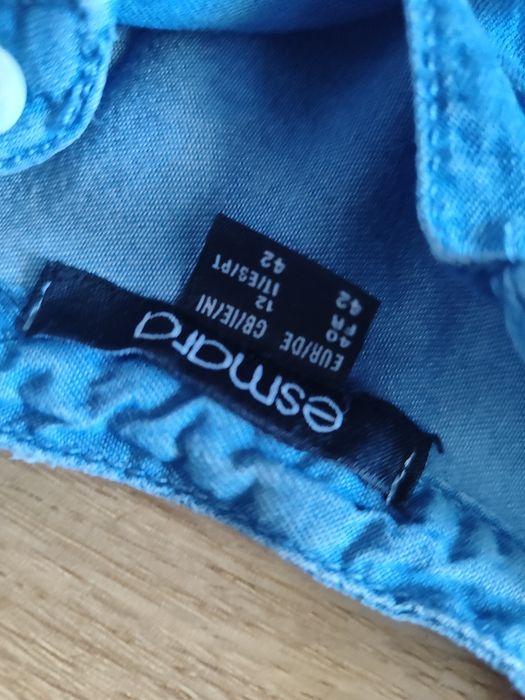 esmara
EUR/DE GB/IE/NI
40 12
FR IT/ES/PT
42 42